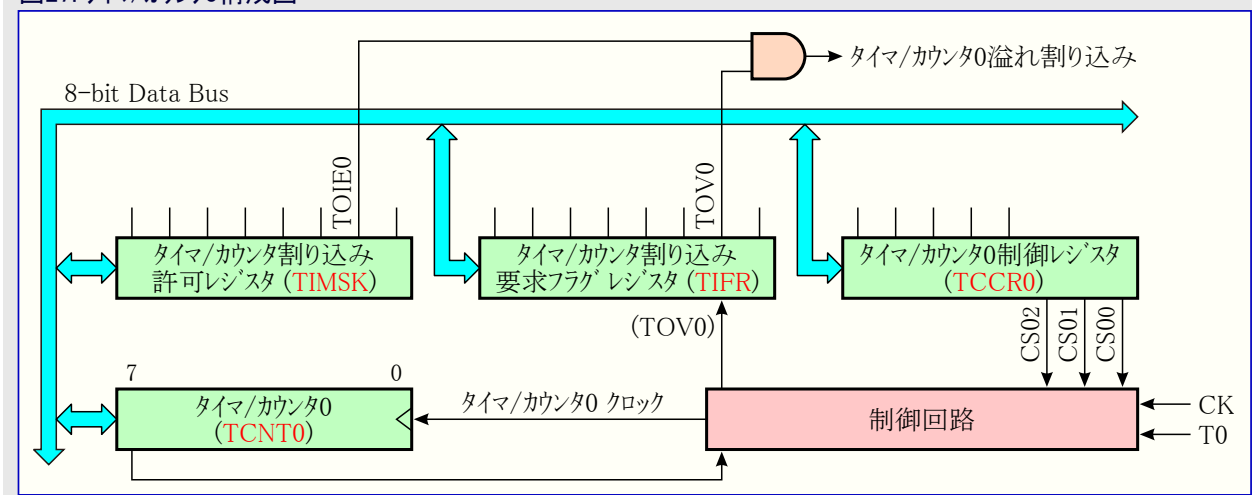 タイマ/カウンタ0溢れ割り込み
8-bit Data Bus
TOIE0
TOV0
タイマ/カウンタ割り込み
許可レジスタ (TIMSK)
タイマ/カウンタ割り込み
要求フラグ レジスタ (TIFR)
タイマ/カウンタ0制御レジスタ
(TCCR0)
(TOV0)
CS02
CS01
CS00
7
0
タイマ/カウンタ0
(TCNT0)
タイマ/カウンタ0 クロック
制御回路
CK
T0